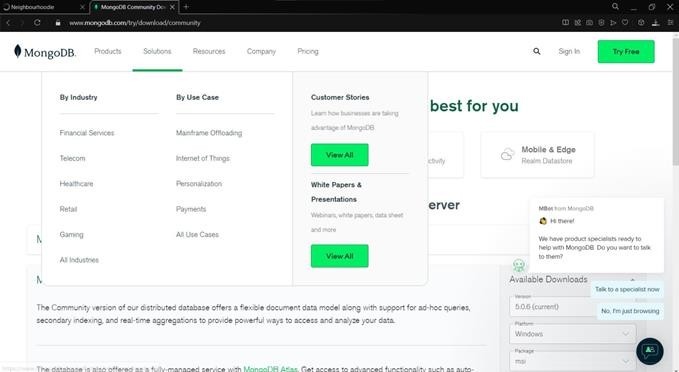 Neighbourhoodie
MongoDB Community Do
www.mongodb.com/try/download/community
MongoDB.
Products
Solutions
Resources
Company
Pricing
Sign In
Try Free
By Industry
Financial Services
Telecom
Healthcare
Retail
Gaming
All Industries
By Use Case
Mainframe Offloading
Internet of Things
Personalization
Payments
All Use Cases
Customer Stories
Learn how businesses are taking
advantage of MongoDB
View All
White Papers &
Presentations
Webinars, white papers, data sheet
and more
View All
best for you
ctivity
Mobile & Edge
Realm Datastore
erver
M
M
The Community version of our distributed database offers a flexible document data model along with support for ad-hoc queries,
secondary indexing, and real-time aggregations to provide powerful ways to access and analyze your data.
The database is also offered as a fully-managed service with MongoDB Atlas. Get access to advanced functionality such as auto-
MBot from MongoDB
Hi there!
We have product specialists ready to
help with MongoDB. Do you want to talk
to them?
Talk to a specialist now
No, I'm just browsing
Available Downloads
Version
5.0.6 (current)
Platform
Windows
Package
msi